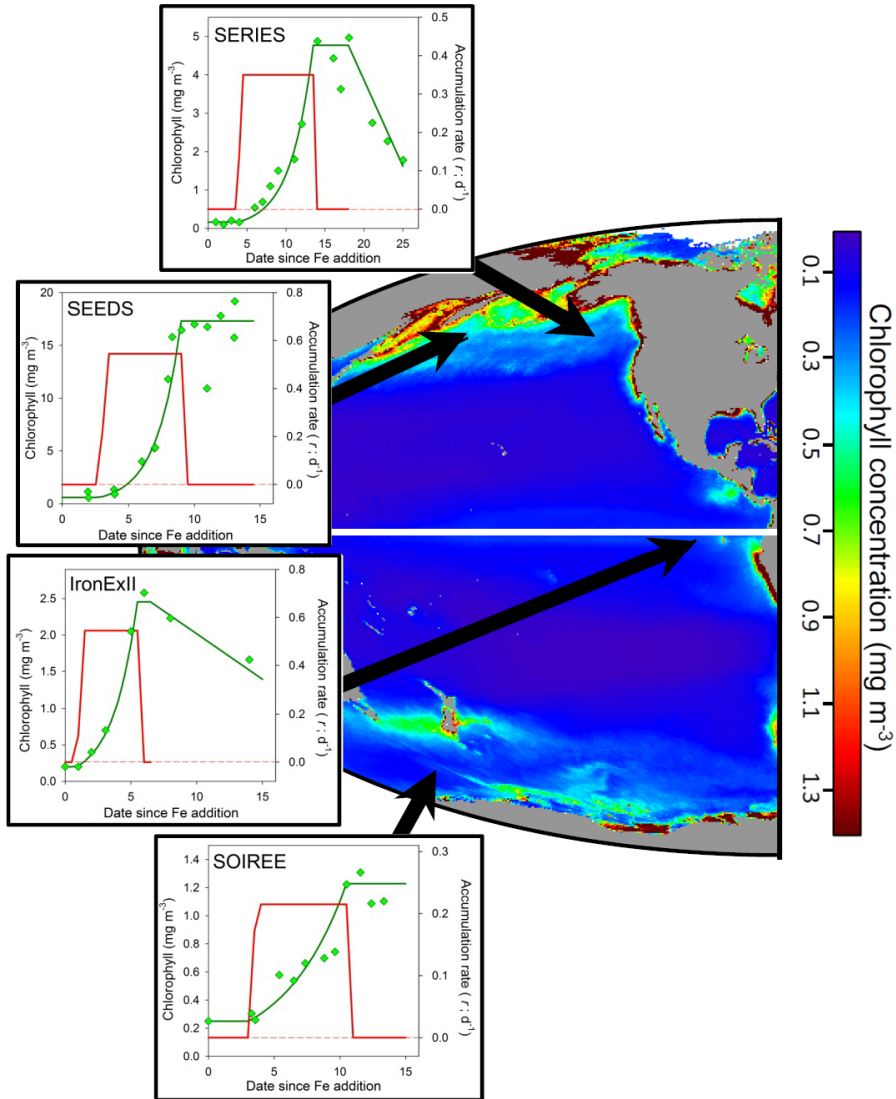 SERIES
Chlorophyll (mg m-3)
5
4
3
2
1
0
0.5
0.4
0.3
0.2
0.1
0.0
Accumulation rate ( r ; d-1)
0 5 10 15 20 25
Date since Fe addition
SEEDS
Chlorophyll (mg m-3)
20
15
10
5
0
0.8
0.6
0.4
0.2
0.0
Accumulation rate ( r ; d-1)
0 5 10 15
Date since Fe addition
IronExII
Chlorophyll (mg m-3)
2.5
2.0
1.5
1.0
0.5
0.0
0.8
0.6
0.4
0.2
0.0
Accumulation rate ( r ; d-1)
0 5 10 15
Date since Fe addition
SOIREE
Chlorophyll (mg m-3)
1.4
1.2
1.0
0.8
0.6
0.4
0.2
0.0
0.3
0.2
0.1
0.0
Accumulation rate ( r ; d-1)
0 5 10 15
Date since Fe addition
0.1
0.3
0.5
0.7
0.9
1.1
1.3
Chlorophyll concentration (mg m-3)